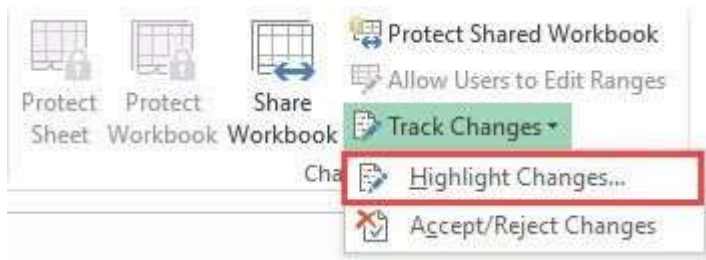 Protect Shared Workbook
Allow Users to Edit Ranges
Protect Sheet
Protect Workbook
Share Workbook
Track Changes
Cha
Highlight Changes...
Accept/Reject Changes